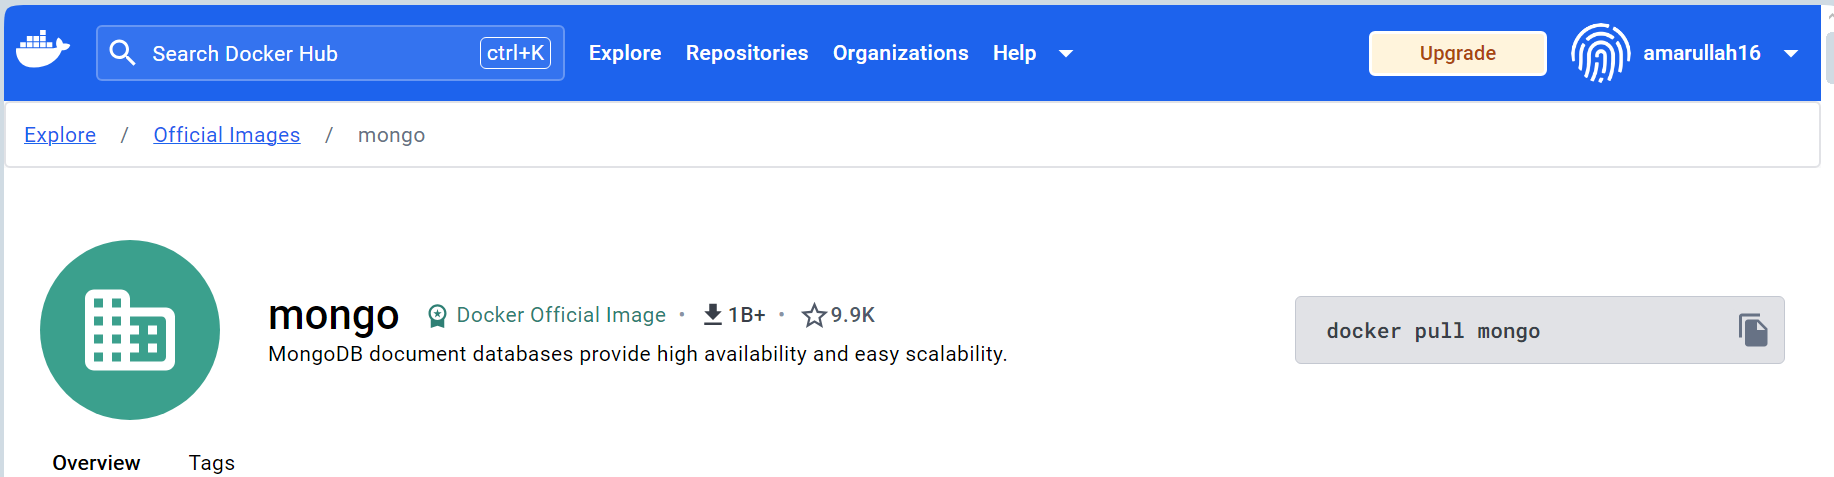 Search Docker Hub ctrl+K Explore Repositories Organizations Help Upgrade amarullah16
Explore / Official Images / mongo
mongo Docker Official Image • 1B+ • 9.9K
MongoDB document databases provide high availability and easy scalability.
docker pull mongo
Overview Tags